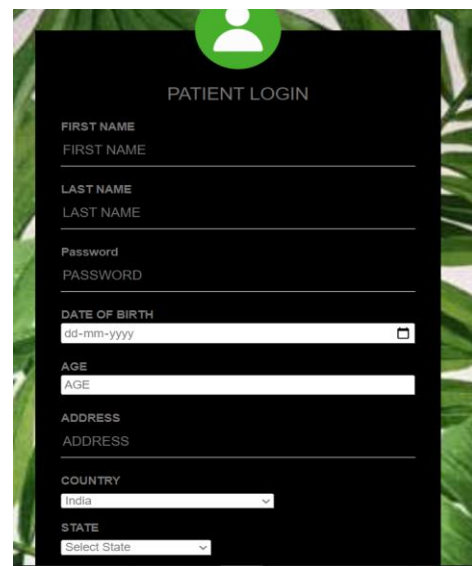 PATIENT LOGIN
FIRST NAME
FIRST NAME
LAST NAME
LAST NAME
Password
PASSWORD
DATE OF BIRTH
dd-mm-yyyy
AGE
AGE
ADDRESS
ADDRESS
COUNTRY
India
STATE
Select State